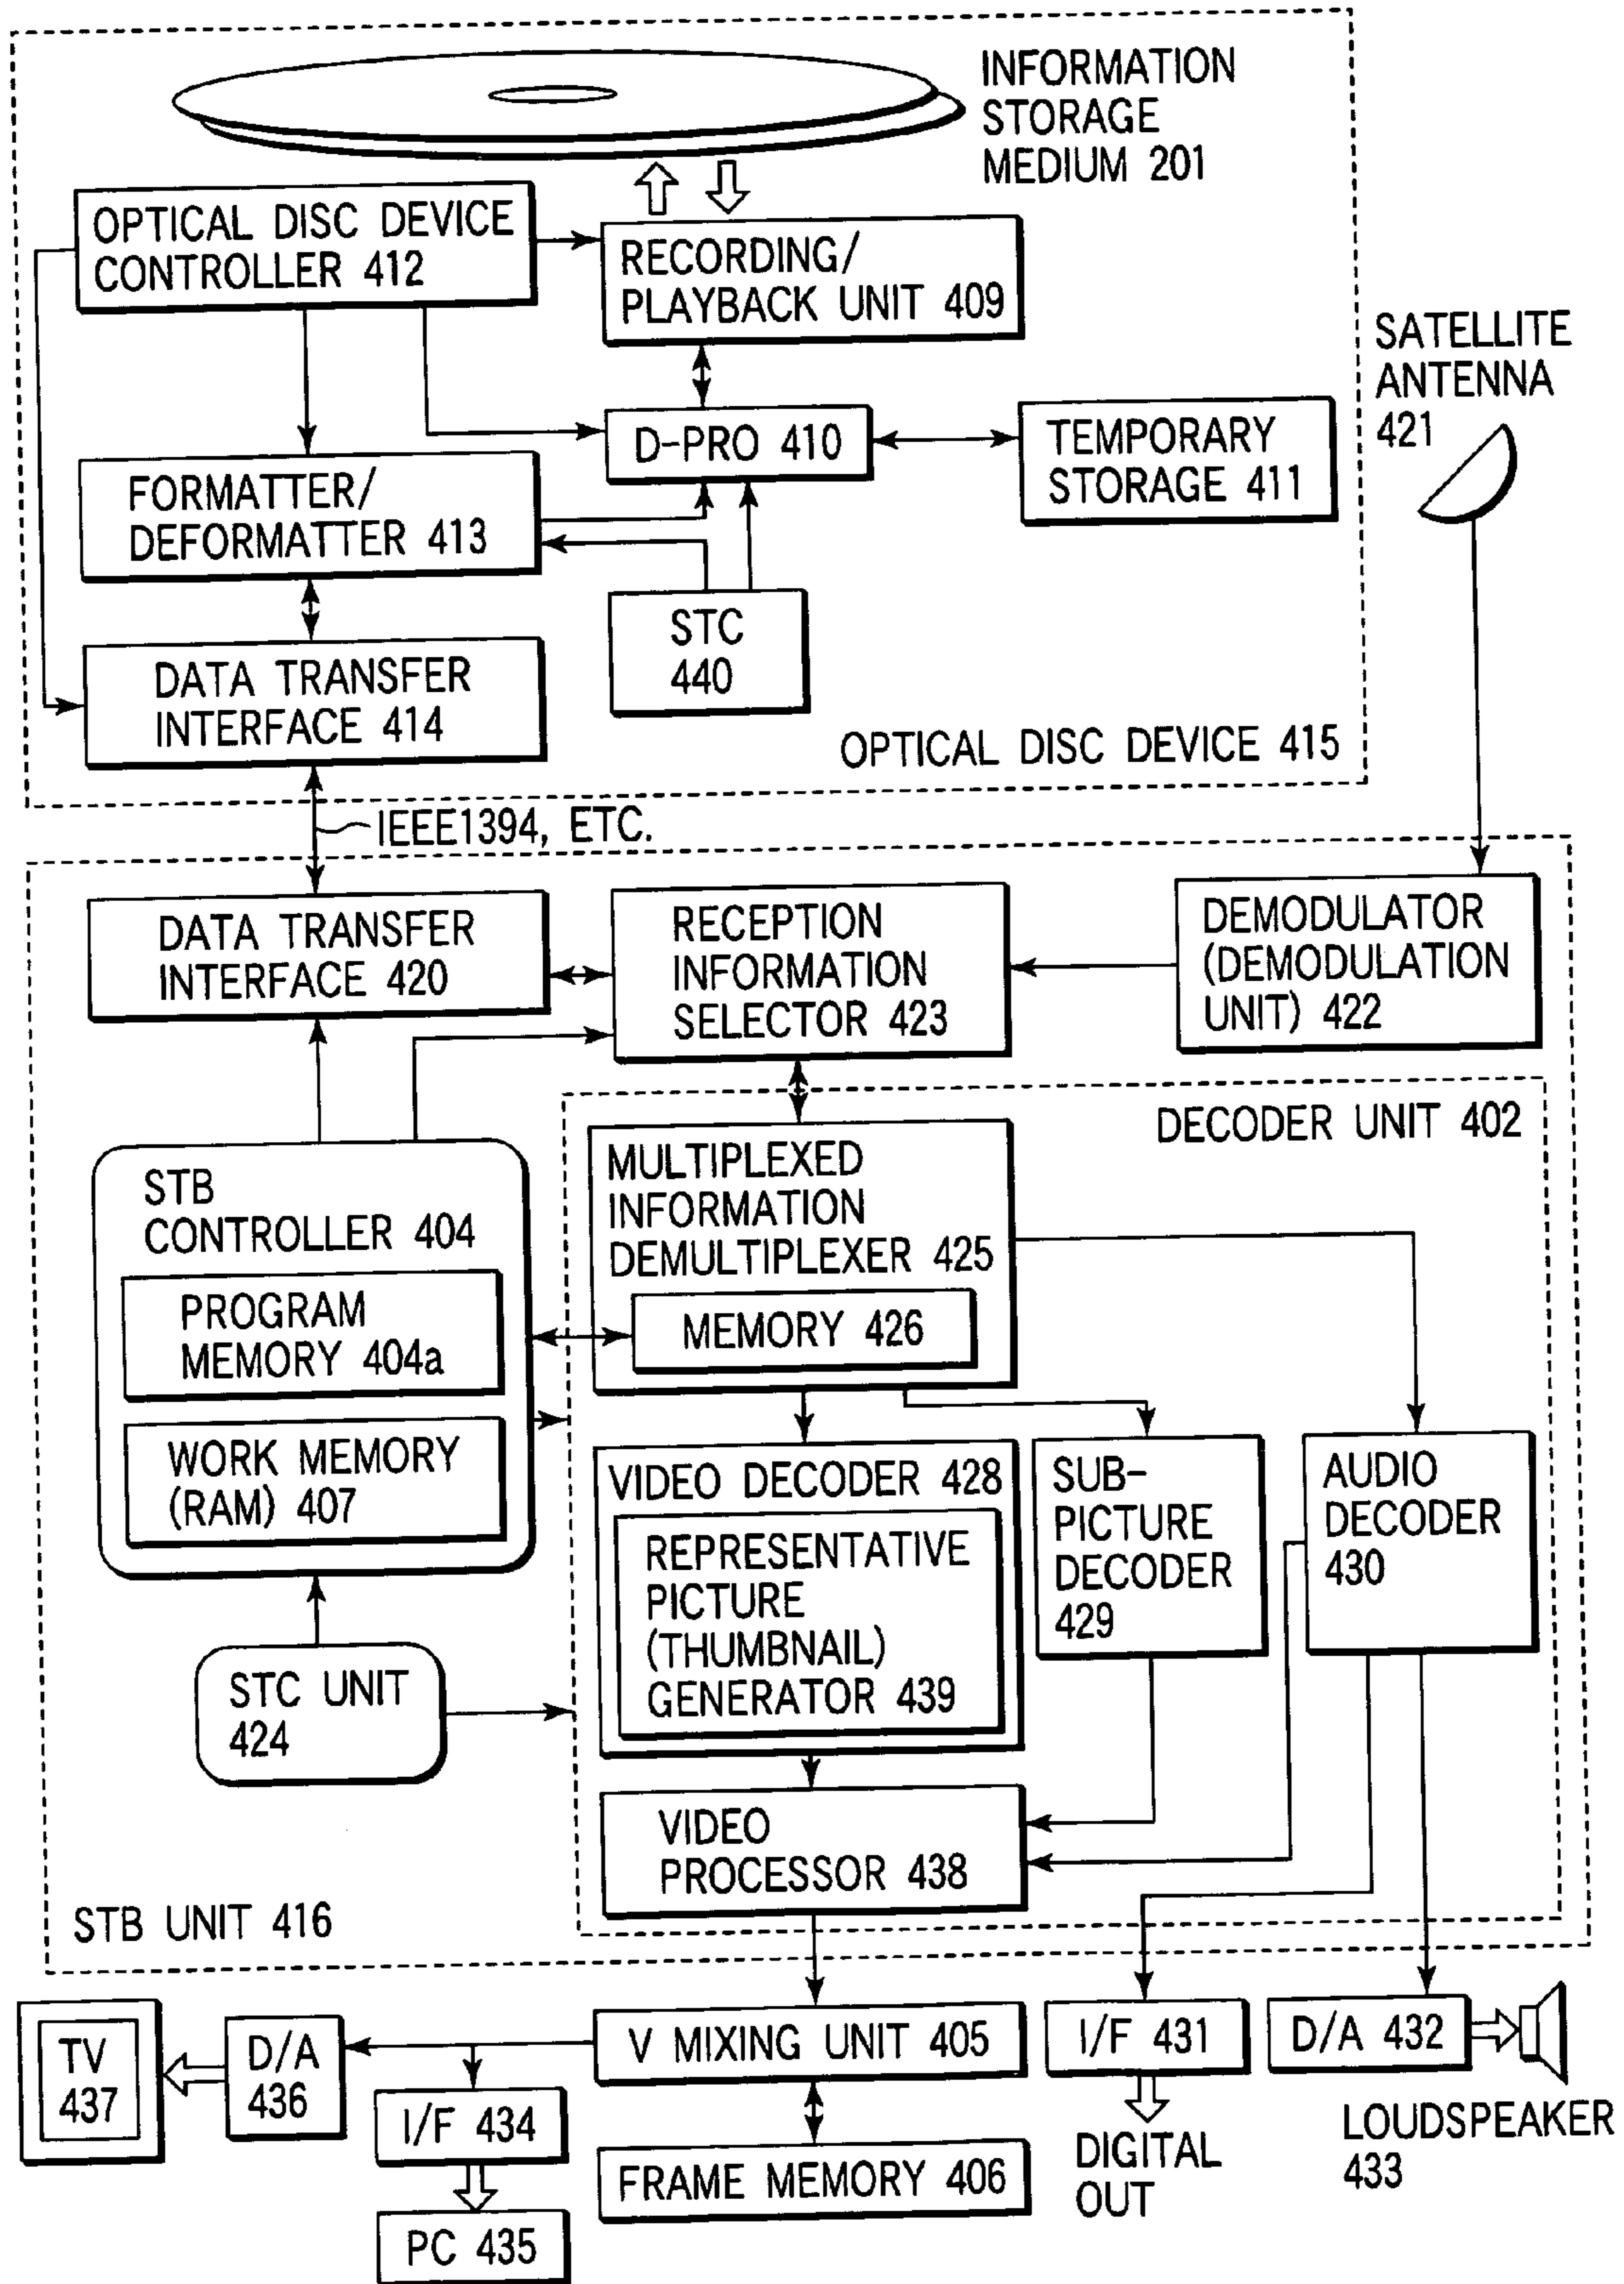 INFORMATION
STORAGE
MEDIUM 201
OPTICAL DISC DEVICE
CONTROLLER 412
RECORDING/
PLAYBACK UNIT 409
SATELLITE
ANTENNA
421
D-PRO 410
TEMPORARY
STORAGE 411
FORMATTER/
DEFORMATTER 413
STC
440
DATA TRANSFER
INTERFACE 414
OPTICAL DISC DEVICE 415
IEEE1394, ETC.
DATA TRANSFER
INTERFACE 420
RECEPTION
INFORMATION
SELECTOR 423
DEMODULATOR
(DEMODULATION
UNIT) 422
DECODER UNIT 402
STB
CONTROLLER 404
PROGRAM
MEMORY 404a
WORK MEMORY
(RAM) 407
MULTIPLEXED
INFORMATION
DEMULTIPLEXER 425
MEMORY 426
VIDEO DECODER 428
REPRESENTATIVE
PICTURE
(THUMBNAIL)
GENERATOR 439
SUB-
PICTURE
DECODER
429
AUDIO
DECODER
430
STC UNIT
424
VIDEO
PROCESSOR 438
STB UNIT 416
TV
437
D/A
436
V MIXING UNIT 405
I/F 431
D/A 432
I/F 434
FRAME MEMORY 406
DIGITAL
OUT
LOUDSPEAKER
433
PC 435